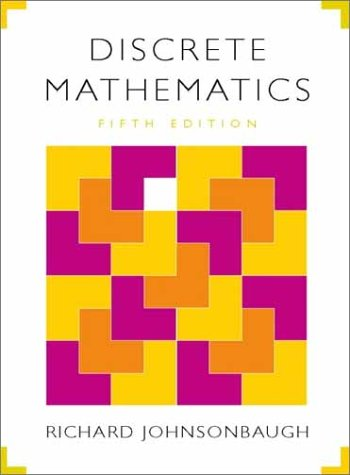 DISCRETE
MATHEMATICS
FIFTH EDITION
RICHARD JOHNSONBAUGH